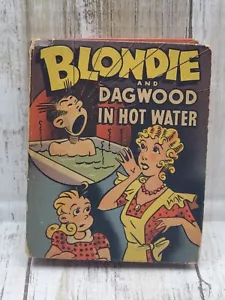 BLONDIE
AND
DAGWOOD
IN HOT WATER